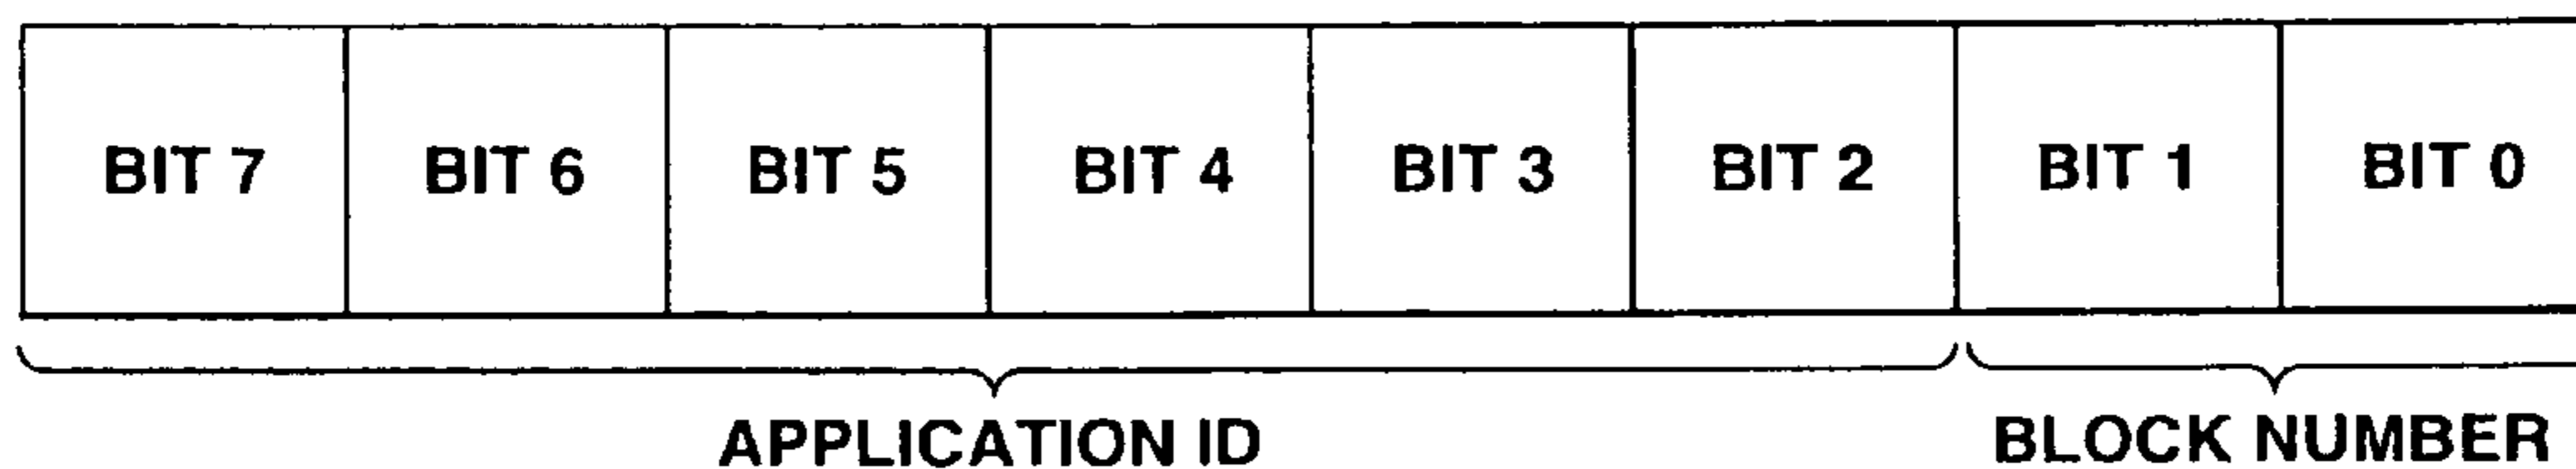 BIT 7 BIT 6 BIT 5 BIT 4 BIT 3 BIT 2 BIT 1 BIT 0
APPLICATION ID BLOCK NUMBER